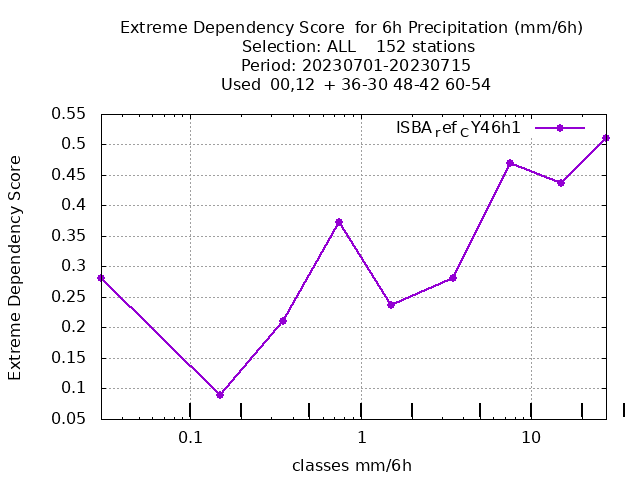 Extreme Dependency Score  for 6h Precipitation (mm/6h)
Selection: ALL    152 stations
Period: 20230701-20230715
Used  00,12  + 36-30 48-42 60-54
ISBArefCY46h1
0.55
0.5
0.45
0.4
0.35
0.3
0.25
0.2
0.15
0.1
0.05
Extreme Dependency Score
0.1 1 10
classes mm/6h